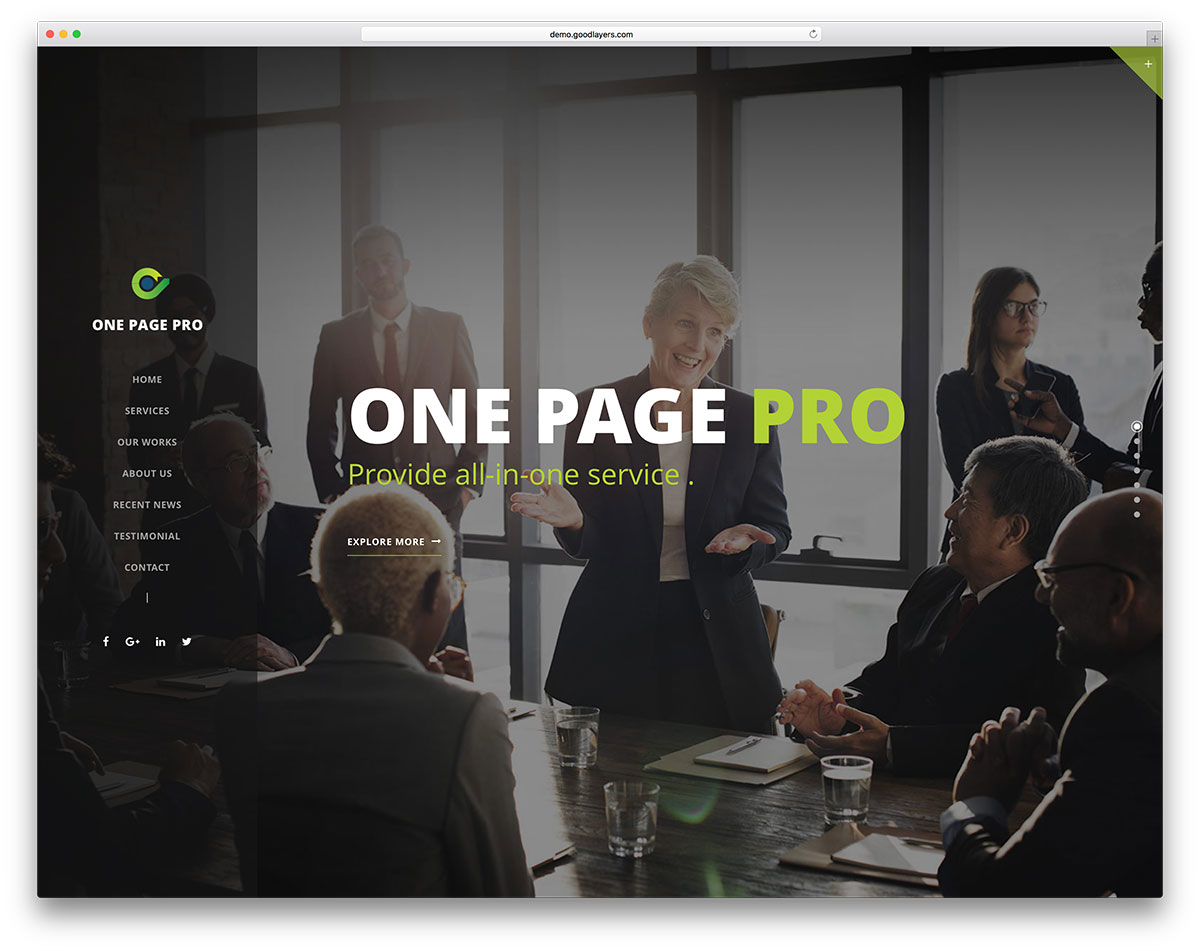 demo.goodlayers.com
ONE PAGE PRO
HOME
SERVICES
OUR WORKS
ABOUT US
RECENT NEWS
TESTIMONIAL
CONTACT
f G+ in
ONE PAGE PRO
Provide all-in-one service .
EXPLORE MORE →